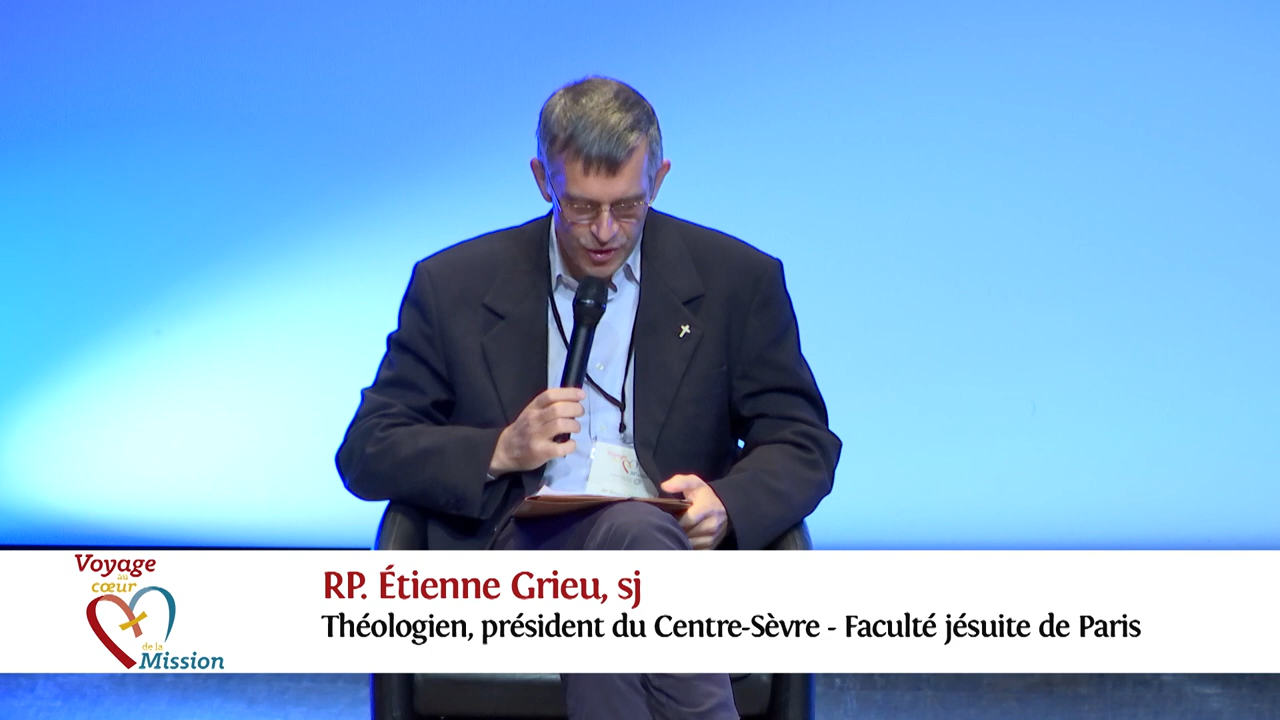 Voyage
au
cœur
de la
Mission
RP. Étienne Grieu, sj
Théologien, président du Centre-Sèvre - Faculté jésuite de Paris